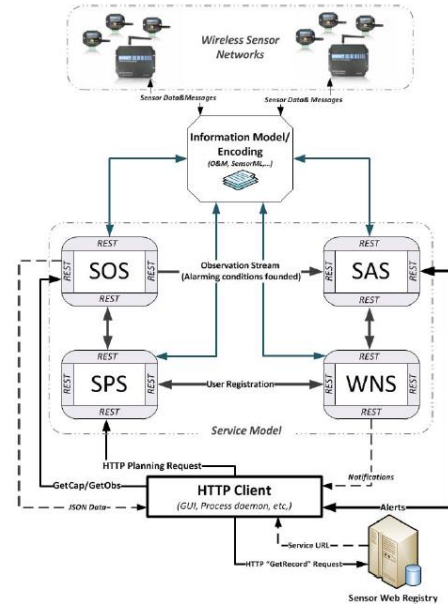 Wireless Sensor
Networks
Sensor Data&Messages
Sensor Data& Messages
Information Model/
Encoding
(O&M, SensorML,...)
REST
REST
SOS
REST
REST
Observation Stream
(Alarming conditions founded)
REST
REST
SAS
REST
REST
REST
REST
SPS
REST
REST
User Registration
REST
REST
WNS
REST
REST
Service Model
HTTP Planning Request
Notifications
GetCap/GetObs
HTTP Client
(GUI, Process daemon, etc,)
JSON Data
Alerts
Service URL
HTTP "GetRecord" Request
Sensor Web Registry